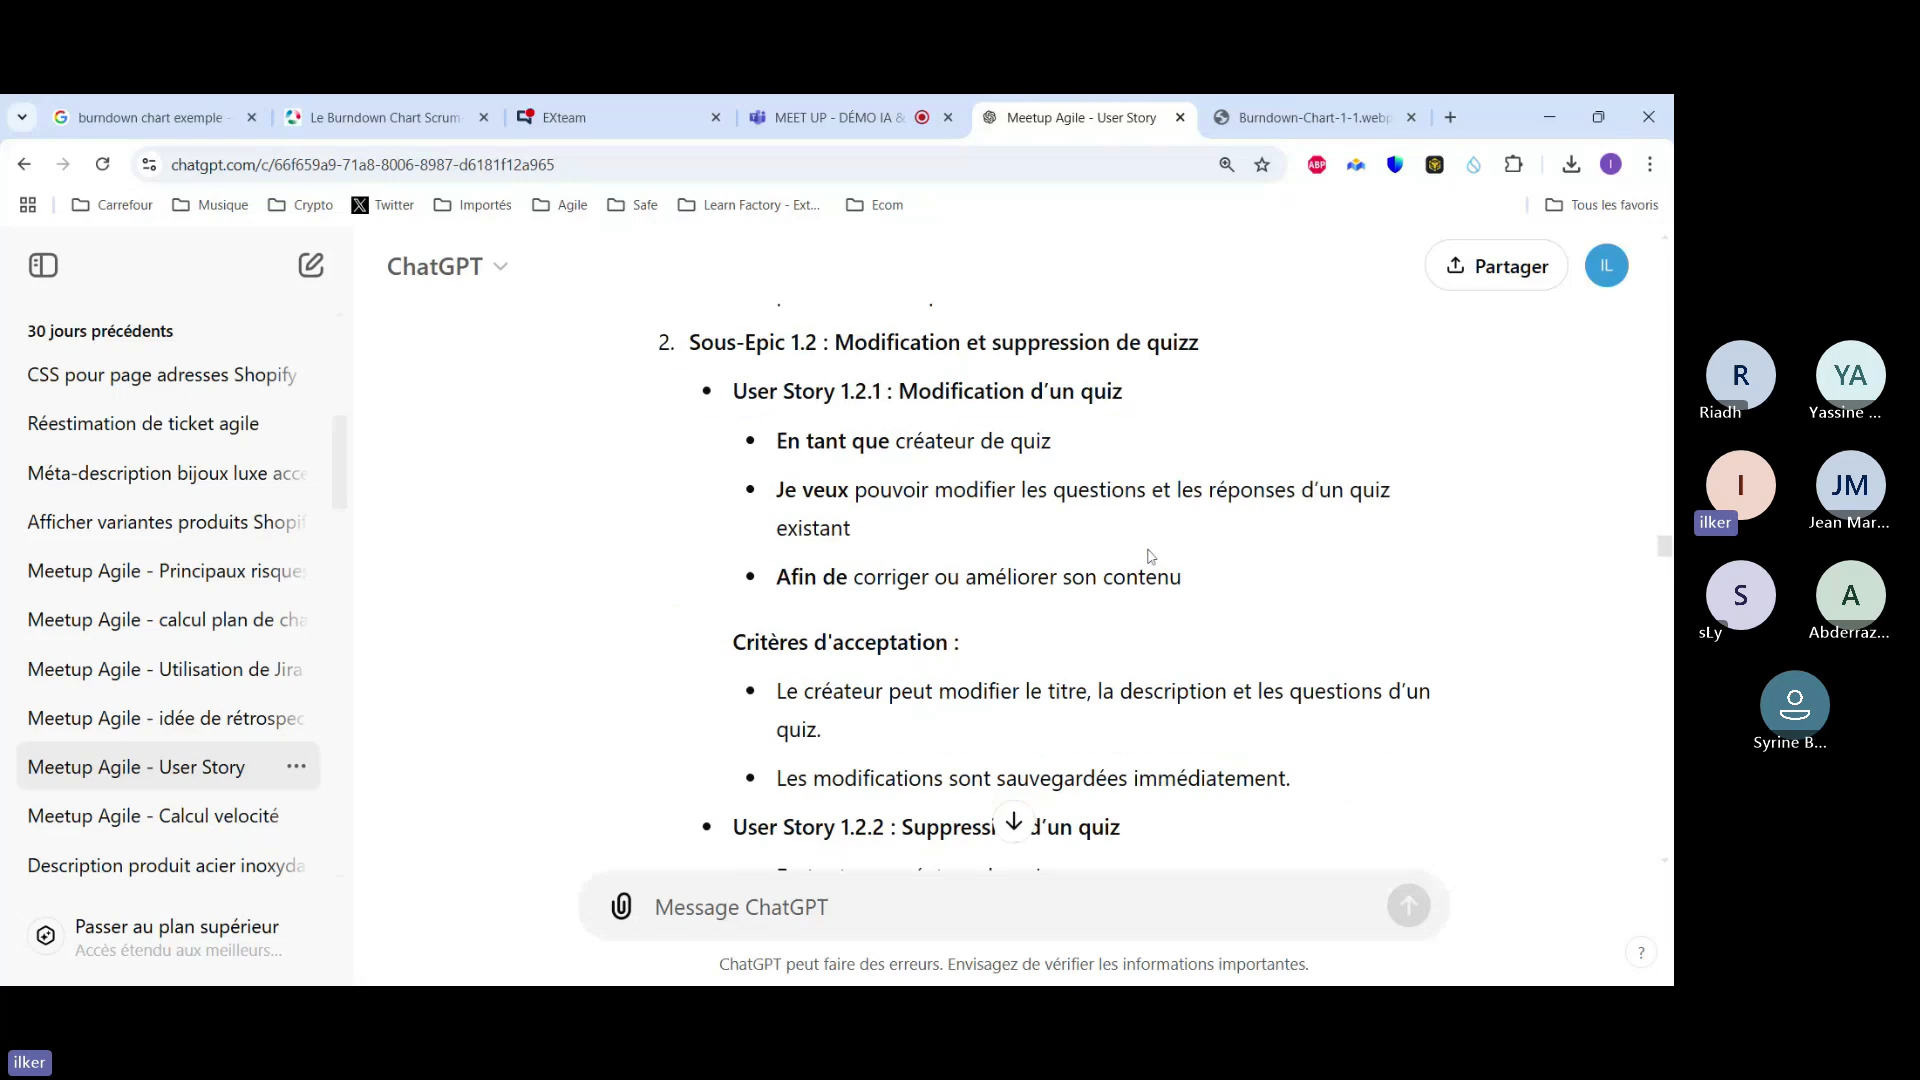 burndown chart exemple
Le Burndown Chart Scrum
EXteam
MEET UP - DÉMO IA &
Meetup Agile - User Story
Burndown-Chart-1-1.webp
chatgpt.com/c/66f659a9-71a8-8006-8987-d6181f12a965
ABP
I
Carrefour
Musique
Crypto
Twitter
Importés
Agile
Safe
Learn Factory - Ext...
Ecom
Tous les favoris
ChatGPT
Partager
IL
30 jours précédents
CSS pour page adresses Shopify
Réestimation de ticket agile
Méta-description bijoux luxe acce
Afficher variantes produits Shopif
Meetup Agile - Principaux risques
Meetup Agile - calcul plan de cha
Meetup Agile - Utilisation de Jira
Meetup Agile - idée de rétrospec
Meetup Agile - User Story
Meetup Agile - Calcul velocité
Description produit acier inoxyda
Passer au plan supérieur
Accès étendu aux meilleurs...
2. Sous-Epic 1.2 : Modification et suppression de quizz
• User Story 1.2.1 : Modification d’un quiz
• En tant que créateur de quiz
• Je veux pouvoir modifier les questions et les réponses d’un quiz
existant
• Afin de corriger ou améliorer son contenu
Critères d'acceptation :
• Le créateur peut modifier le titre, la description et les questions d’un
quiz.
• Les modifications sont sauvegardées immédiatement.
• User Story 1.2.2 : Suppressi d’un quiz
Message ChatGPT
ChatGPT peut faire des erreurs. Envisagez de vérifier les informations importantes.
?
R
Riadh
YA
Yassine ...
I
ilker
JM
Jean Mar...
S
sLy
A
Abderraz...
Syrine B...
ilker